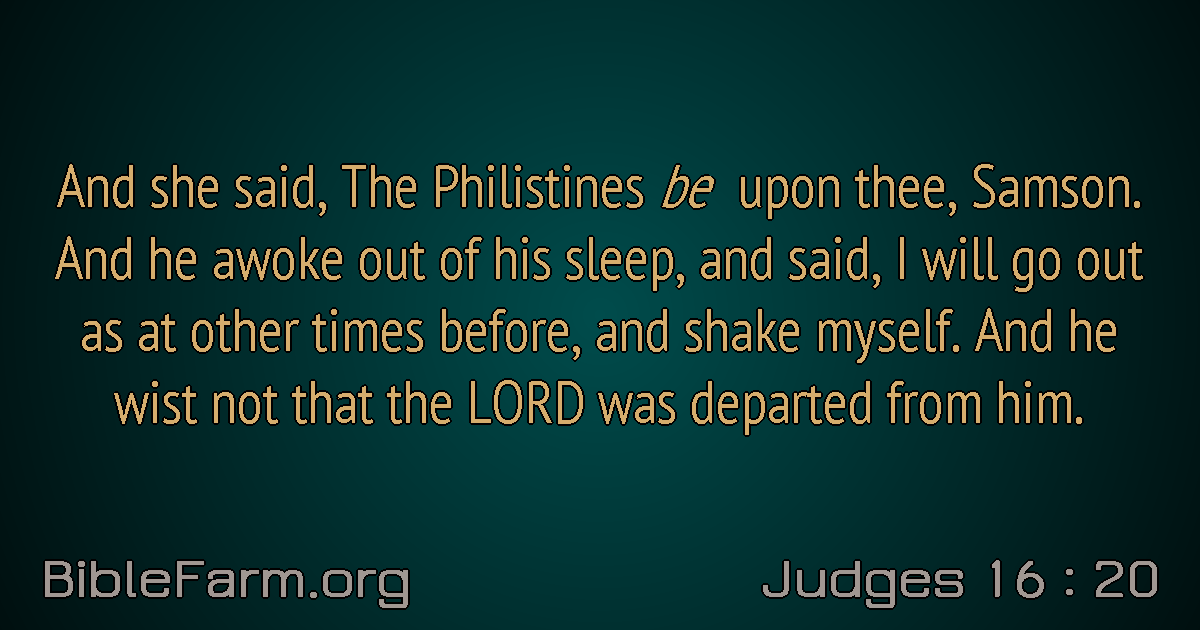 And she said, The Philistines be upon thee, Samson.
And he awoke out of his sleep, and said, I will go out
as at other times before, and shake myself. And he
wist not that the LORD was departed from him.
BibleFarm.org
Judges 16 : 20